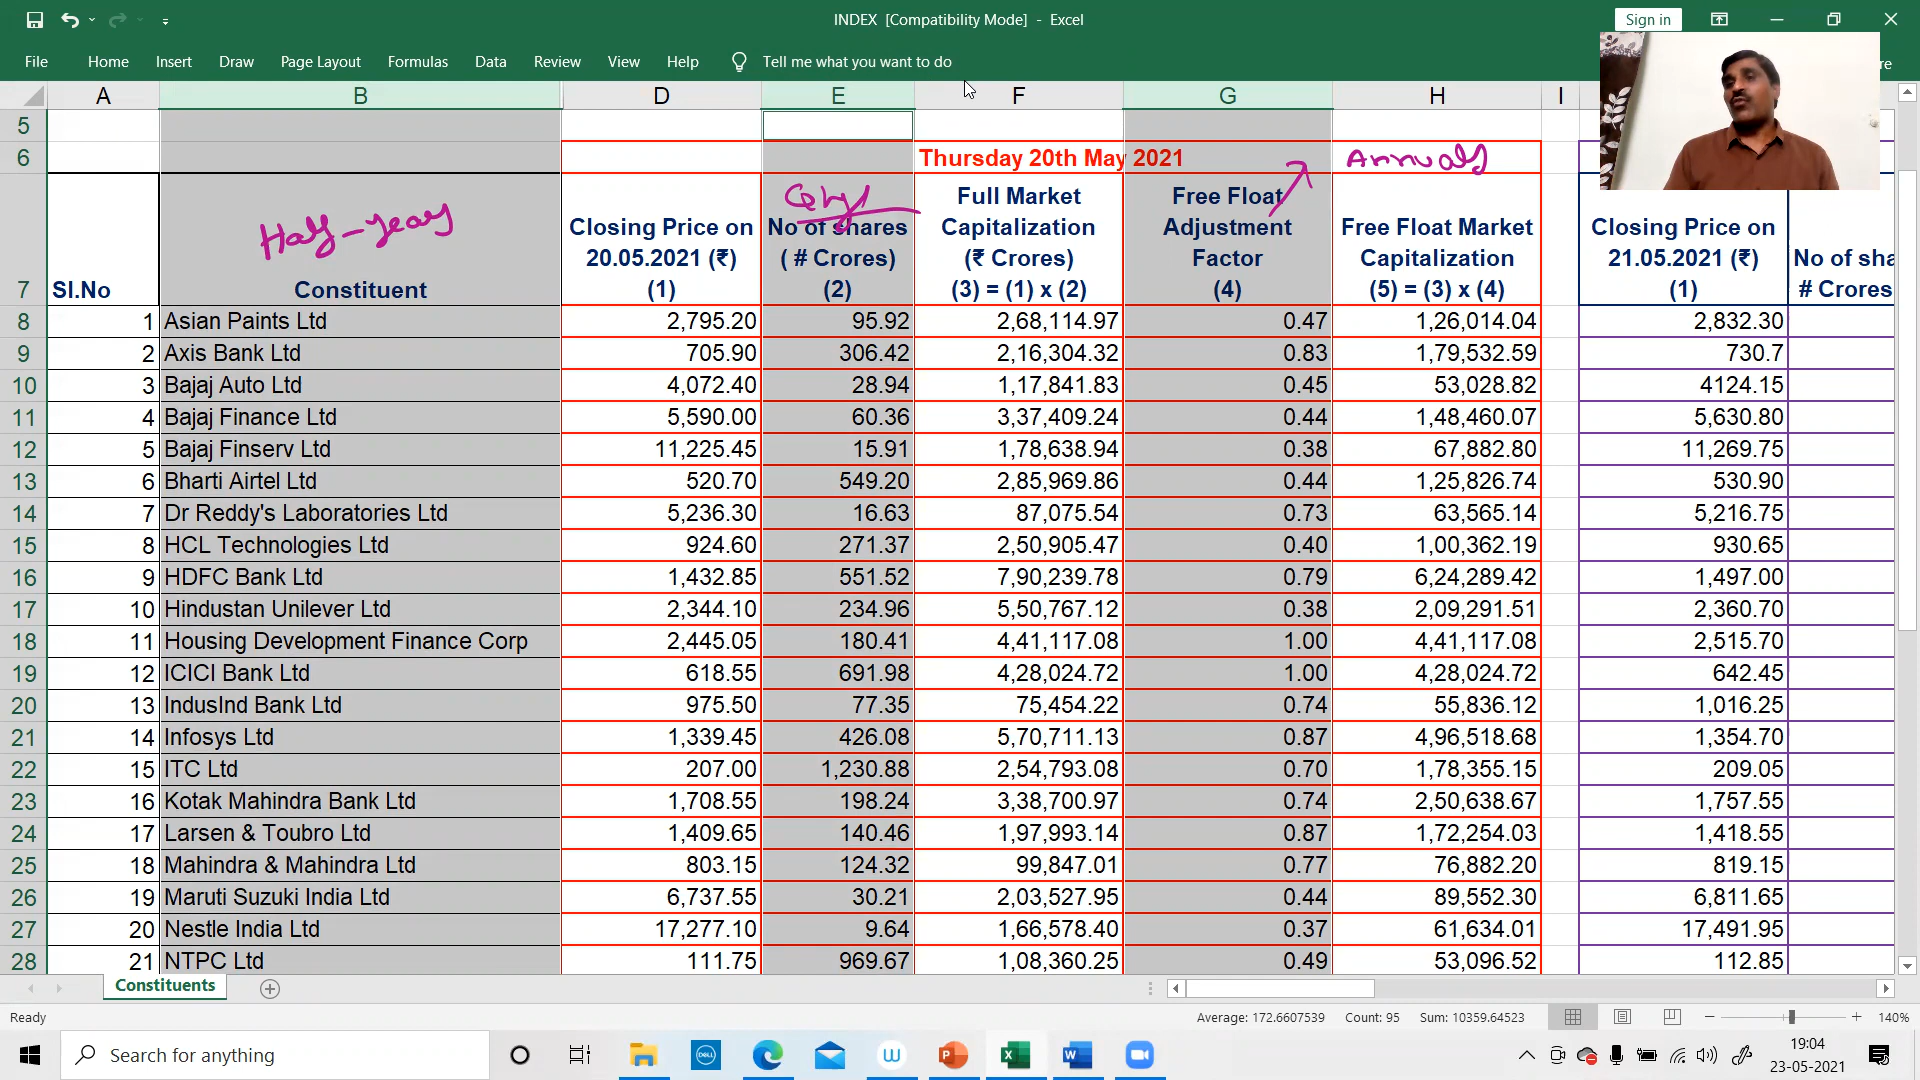 INDEX [Compatibility Mode] - Excel
Sign in
File Home Insert Draw Page Layout Formulas Data Review View Help Tell me what you want to do
A B D E F G H I
5
6 Thursday 20th May 2021 Annually
Half-yearly
Closing Price on 20.05.2021 (₹) (1)
No of shares ( # Crores) (2)
Full Market Capitalization (₹ Crores) (3) = (1) x (2)
Free Float Adjustment Factor (4)
Free Float Market Capitalization (5) = (3) x (4)
Closing Price on 21.05.2021 (₹) (1)
No of sha
# Crores
7 Sl.No Constituent
8 1 Asian Paints Ltd 2,795.20 95.92 2,68,114.97 0.47 1,26,014.04 2,832.30
9 2 Axis Bank Ltd 705.90 306.42 2,16,304.32 0.83 1,79,532.59 730.7
10 3 Bajaj Auto Ltd 4,072.40 28.94 1,17,841.83 0.45 53,028.82 4124.15
11 4 Bajaj Finance Ltd 5,590.00 60.36 3,37,409.24 0.44 1,48,460.07 5,630.80
12 5 Bajaj Finserv Ltd 11,225.45 15.91 1,78,638.94 0.38 67,882.80 11,269.75
13 6 Bharti Airtel Ltd 520.70 549.20 2,85,969.86 0.44 1,25,826.74 530.90
14 7 Dr Reddy's Laboratories Ltd 5,236.30 16.63 87,075.54 0.73 63,565.14 5,216.75
15 8 HCL Technologies Ltd 924.60 271.37 2,50,905.47 0.40 1,00,362.19 930.65
16 9 HDFC Bank Ltd 1,432.85 551.52 7,90,239.78 0.79 6,24,289.42 1,497.00
17 10 Hindustan Unilever Ltd 2,344.10 234.96 5,50,767.12 0.38 2,09,291.51 2,360.70
18 11 Housing Development Finance Corp 2,445.05 180.41 4,41,117.08 1.00 4,41,117.08 2,515.70
19 12 ICICI Bank Ltd 618.55 691.98 4,28,024.72 1.00 4,28,024.72 642.45
20 13 IndusInd Bank Ltd 975.50 77.35 75,454.22 0.74 55,836.12 1,016.25
21 14 Infosys Ltd 1,339.45 426.08 5,70,711.13 0.87 4,96,518.68 1,354.70
22 15 ITC Ltd 207.00 1,230.88 2,54,793.08 0.70 1,78,355.15 209.05
23 16 Kotak Mahindra Bank Ltd 1,708.55 198.24 3,38,700.97 0.74 2,50,638.67 1,757.55
24 17 Larsen & Toubro Ltd 1,409.65 140.46 1,97,993.14 0.87 1,72,254.03 1,418.55
25 18 Mahindra & Mahindra Ltd 803.15 124.32 99,847.01 0.77 76,882.20 819.15
26 19 Maruti Suzuki India Ltd 6,737.55 30.21 2,03,527.95 0.44 89,552.30 6,811.65
27 20 Nestle India Ltd 17,277.10 9.64 1,66,578.40 0.37 61,634.01 17,491.95
28 21 NTPC Ltd 111.75 969.67 1,08,360.25 0.49 53,096.52 112.85
Constituents
Ready Average: 172.6607539 Count: 95 Sum: 10359.64523 140%
Search for anything
19:04
23-05-2021